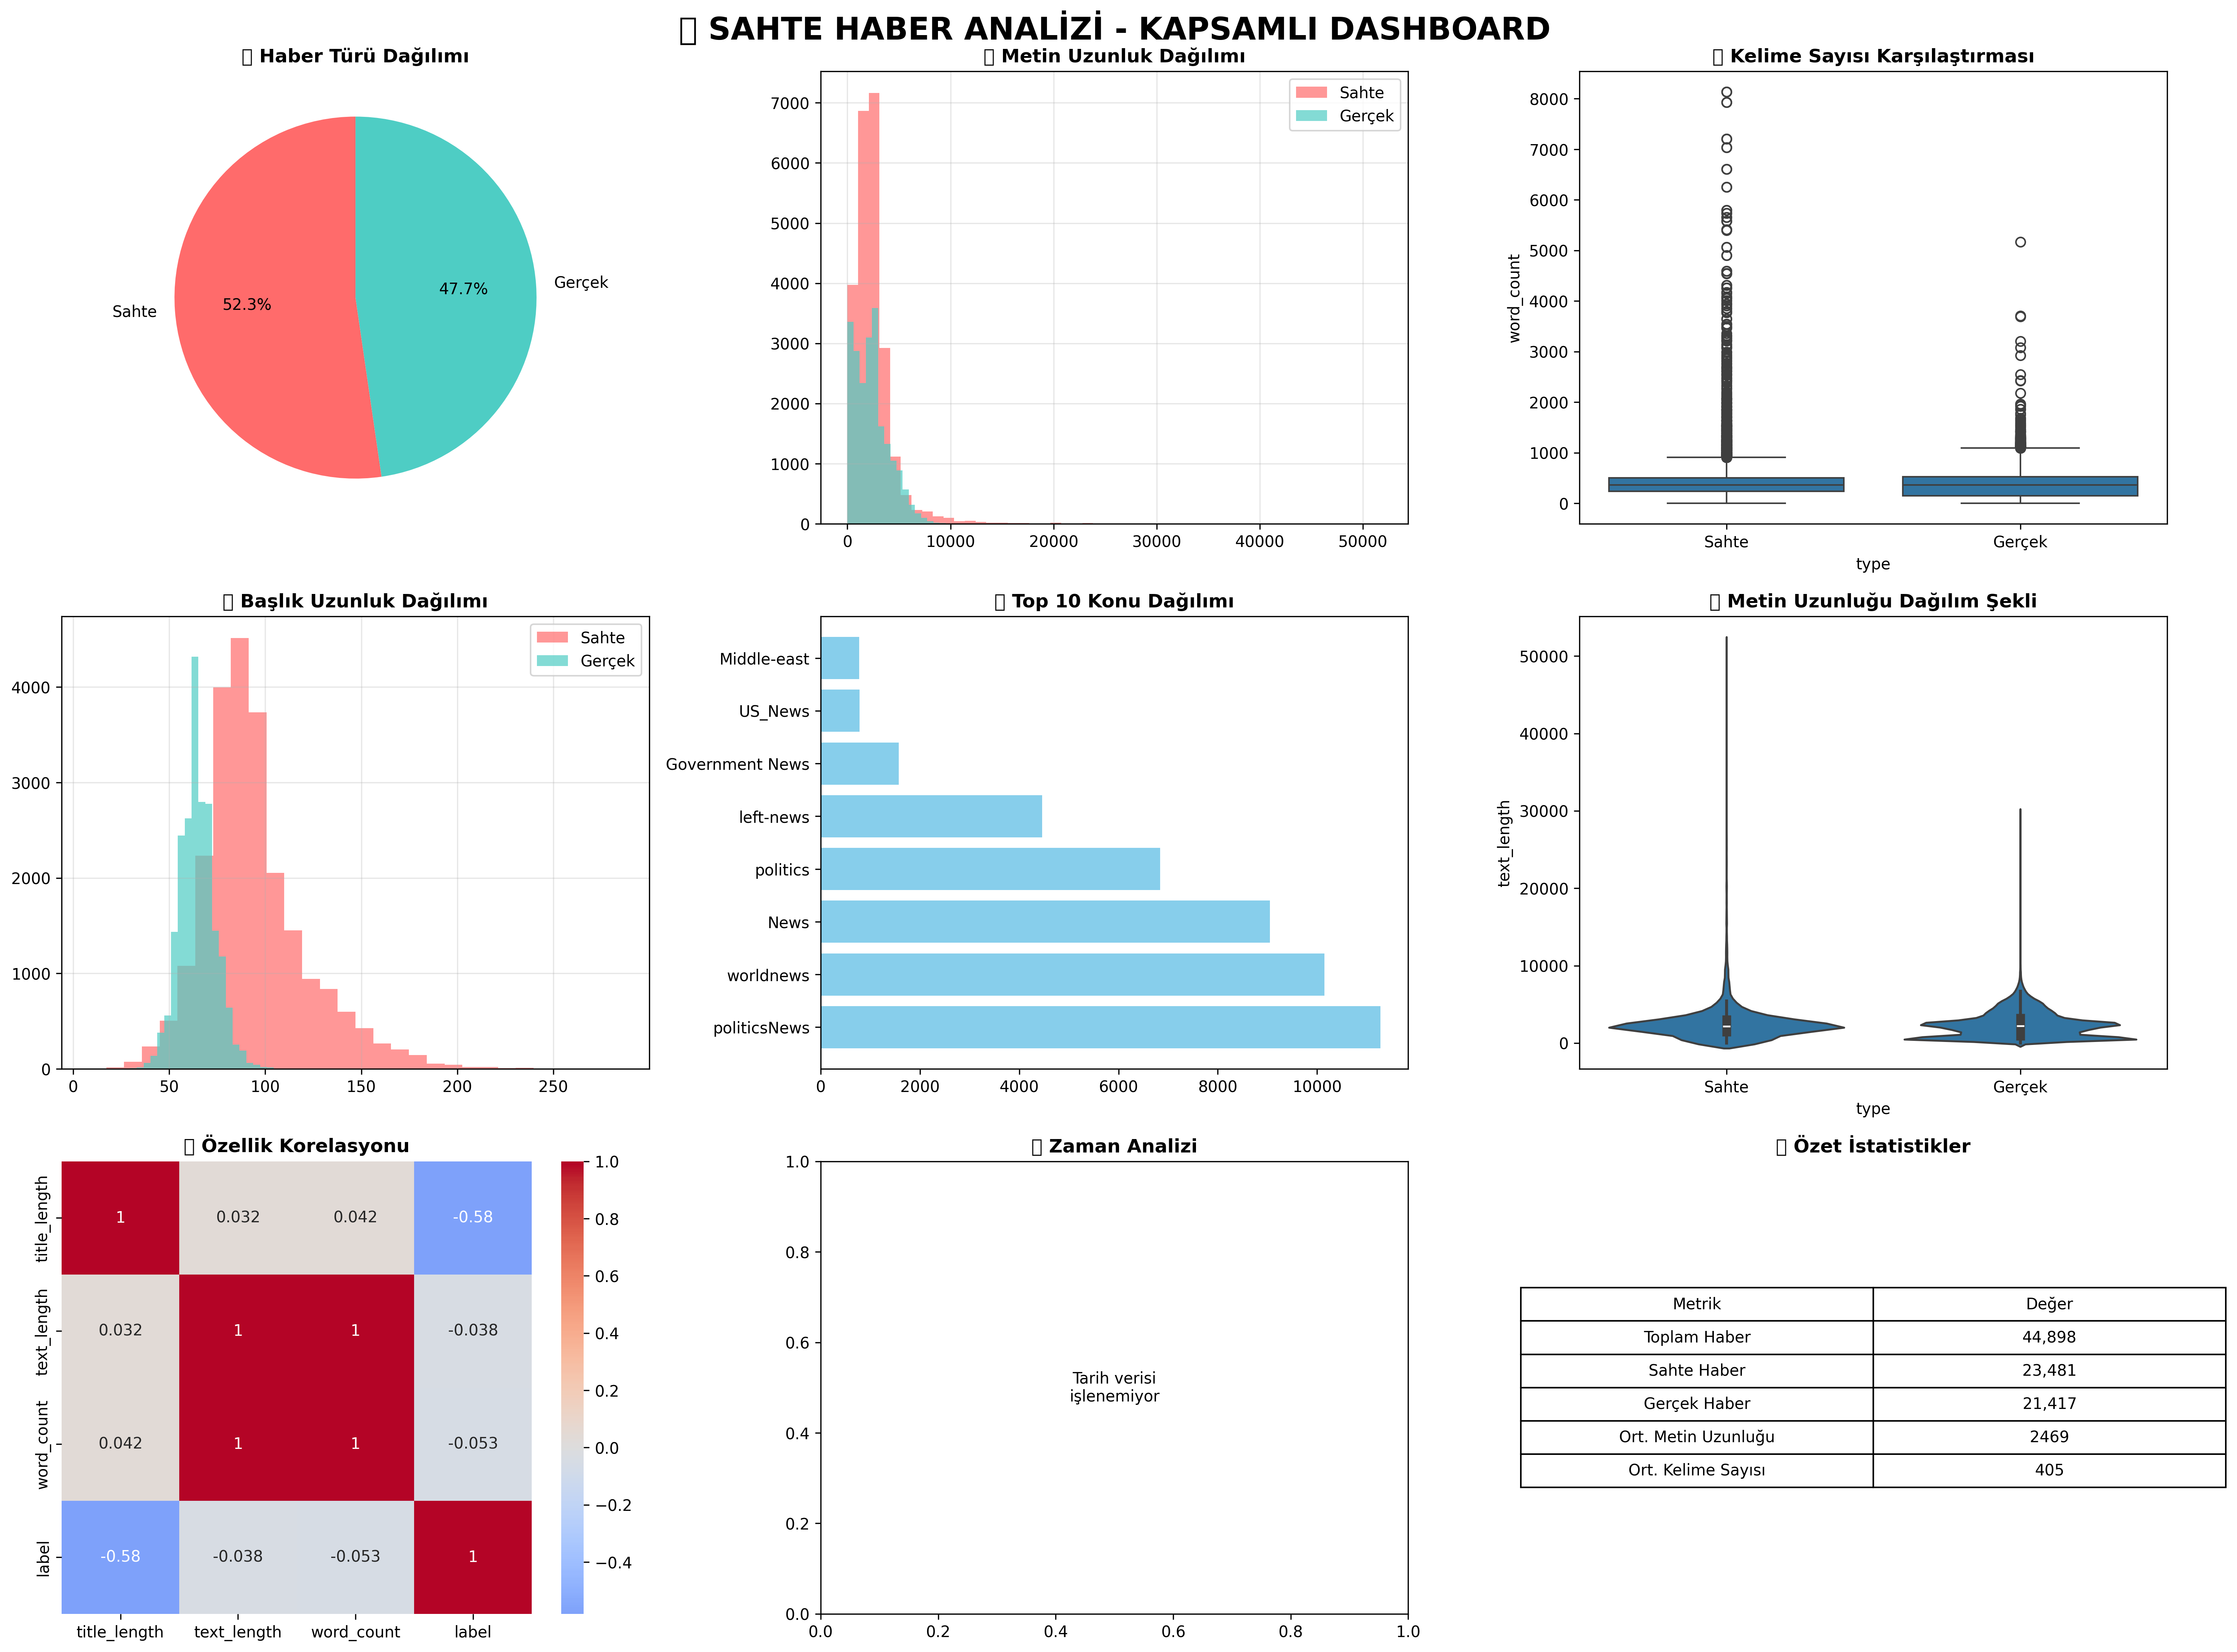 SAHTE HABER ANALİZİ - KAPSAMLI DASHBOARD
Haber Türü Dağılımı
Sahte
52.3%
47.7%
Gerçek
Metin Uzunluk Dağılımı
Sahte
Gerçek
7000
6000
5000
4000
3000
2000
1000
0
0 10000 20000 30000 40000 50000
Kelime Sayısı Karşılaştırması
word_count
8000
7000
6000
5000
4000
3000
2000
1000
0
Sahte Gerçek
type
Başlık Uzunluk Dağılımı
Sahte
Gerçek
4000
3000
2000
1000
0
0 50 100 150 200 250
Top 10 Konu Dağılımı
Middle-east
US_News
Government News
left-news
politics
News
worldnews
politicsNews
0 2000 4000 6000 8000 10000
Metin Uzunluğu Dağılım Şekli
text_length
50000
40000
30000
20000
10000
0
Sahte Gerçek
type
Özellik Korelasyonu
title_length
1 0.032 0.042 -0.58
text_length
0.032 1 1 -0.038
word_count
0.042 1 1 -0.053
label
-0.58 -0.038 -0.053 1
title_length text_length word_count label
1.0
0.8
0.6
0.4
0.2
0.0
−0.2
−0.4
Zaman Analizi
1.0
0.8
0.6
0.4
0.2
0.0
Tarih verisi
işlenemiyor
0.0 0.2 0.4 0.6 0.8 1.0
Özet İstatistikler
Metrik Değer
Toplam Haber 44,898
Sahte Haber 23,481
Gerçek Haber 21,417
Ort. Metin Uzunluğu 2469
Ort. Kelime Sayısı 405